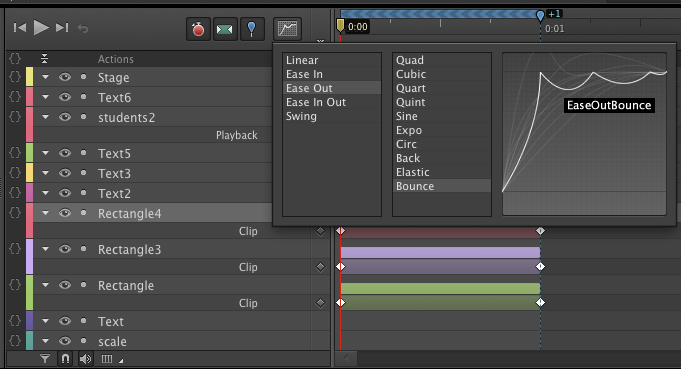 0:00
+1
0:01
Actions
Stage
Text6
students2
Playback
Text5
Text3
Text2
Rectangle4
Clip
Rectangle3
Clip
Rectangle
Clip
Text
scale
Linear
Ease In
Ease Out
Ease In Out
Swing
Quad
Cubic
Quart
Quint
Sine
Expo
Circ
Back
Elastic
Bounce
EaseOutBounce